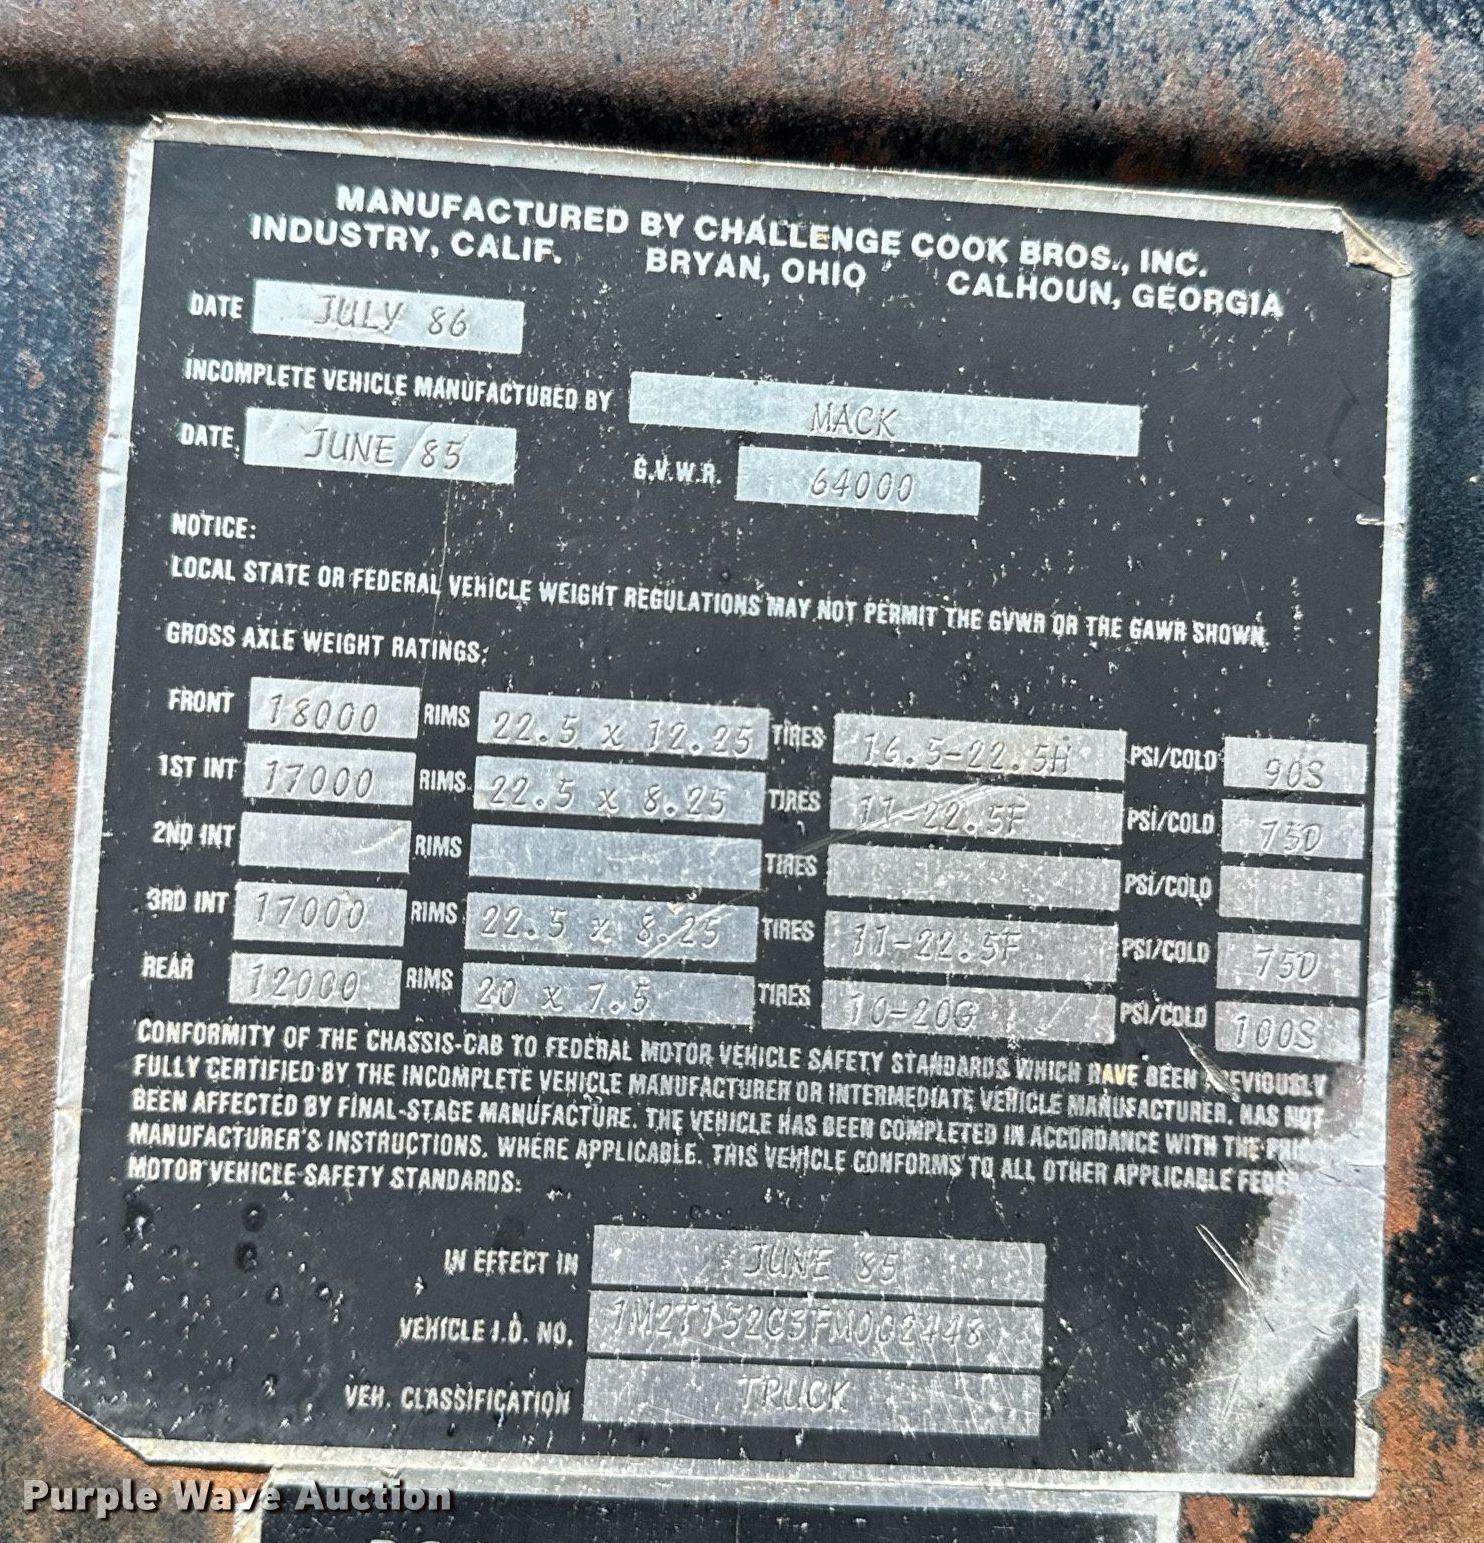 MANUFACTURED BY CHALLENGE COOK BROS., INC.
INDUSTRY, CALIF. BRYAN, OHIO CALHOUN, GEORGIA
DATE JULY 86
INCOMPLETE VEHICLE MANUFACTURED BY MACK
DATE JUNE/85 G.V.W.R. 64000
NOTICE:
LOCAL STATE OR FEDERAL VEHICLE WEIGHT REGULATIONS MAY NOT PERMIT THE GVWR OR THE GAWR SHOWN
GROSS AXLE WEIGHT RATINGS:
FRONT 18000 RIMS 22.5 x 12.25 TIRES 16.5-22.5H PSI/COLD 90S
1ST INT 17000 RIMS 22.5 x 8.25 TIRES 11-22.5F PSI/COLD 75D
2ND INT RIMS TIRES PSI/COLD
3RD INT 17000 RIMS 22.5 x 8.25 TIRES 11-22.5F PSI/COLD 75D
REAR 12000 RIMS 20 x 7.5 TIRES 10-20G PSI/COLD 100S
CONFORMITY OF THE CHASSIS-CAB TO FEDERAL MOTOR VEHICLE SAFETY STANDARDS WHICH HAVE BEEN
FULLY CERTIFIED BY THE INCOMPLETE VEHICLE MANUFACTURER OR INTERMEDIATE VEHICLE MANUFACTURER, HAS NOT
BEEN AFFECTED BY FINAL-STAGE MANUFACTURE. THE VEHICLE HAS BEEN COMPLETED IN ACCORDANCE WITH THE
MANUFACTURER'S INSTRUCTIONS, WHERE APPLICABLE. THIS VEHICLE CONFORMS TO ALL OTHER APPLICABLE
MOTOR VEHICLE SAFETY STANDARDS:
IN EFFECT IN JUNE 85
VEHICLE I.D. NO. 1M2T152C3FM002448
VEH. CLASSIFICATION TRUCK
Purple Wave Auction